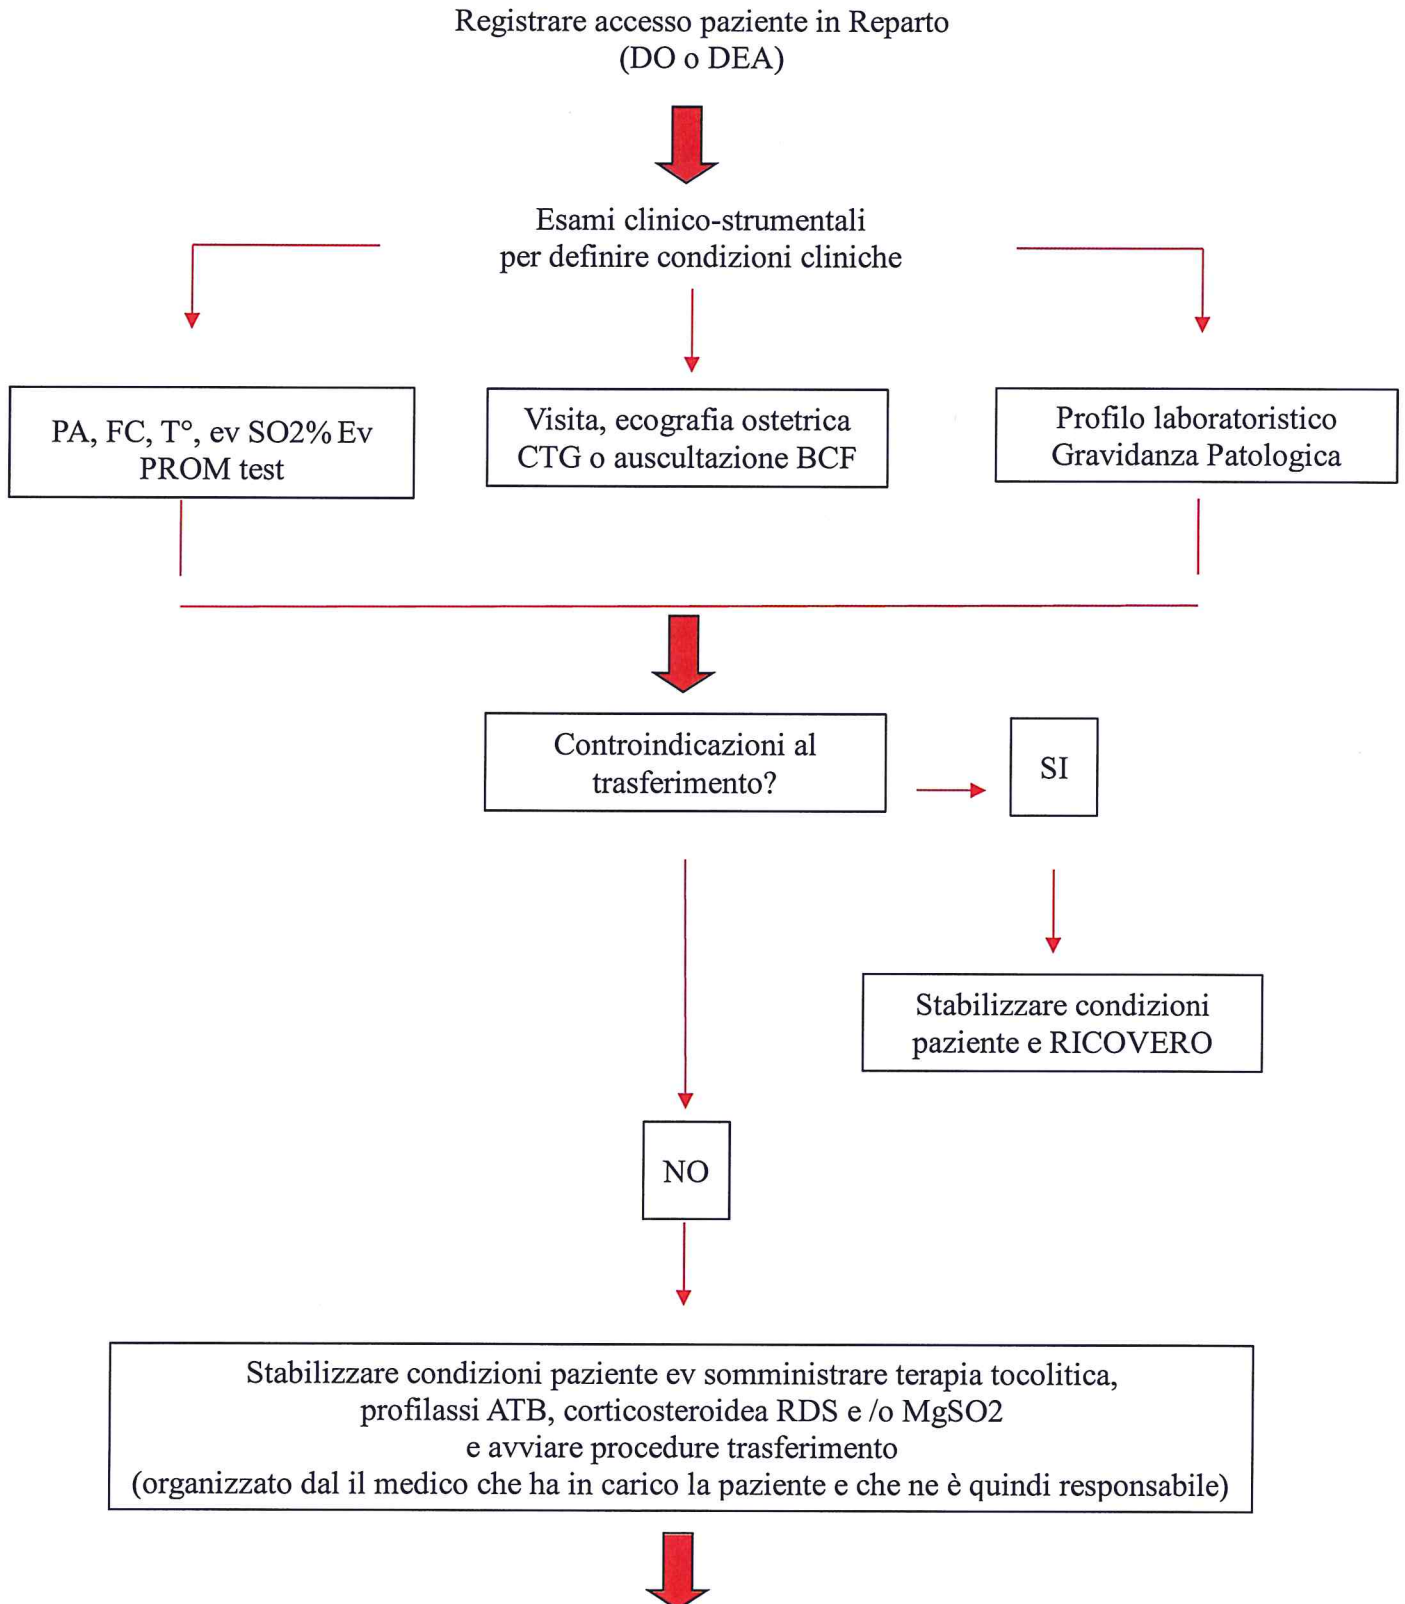 Registrare accesso paziente in Reparto
(DO o DEA)
Esami clinico-strumentali
per definire condizioni cliniche
PA, FC, T°, ev SO2% Ev
PROM test
Visita, ecografia ostetrica
CTG o auscultazione BCF
Profilo laboratoristico
Gravidanza Patologica
Controindicazioni al
trasferimento?
SI
Stabilizzare condizioni
paziente e RICOVERO
NO
Stabilizzare condizioni paziente ev somministrare terapia tocolitica,
profilassi ATB, corticosteroidea RDS e /o MgSO2
e avviare procedure trasferimento
(organizzato dal il medico che ha in carico la paziente e che ne è quindi responsabile)